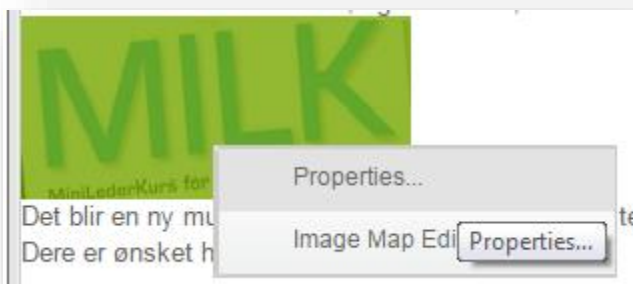 MILK
MiniLederKurs for
Properties...
Det blir en ny mu
Image Map Edi
Properties...
Dere er ønsket h